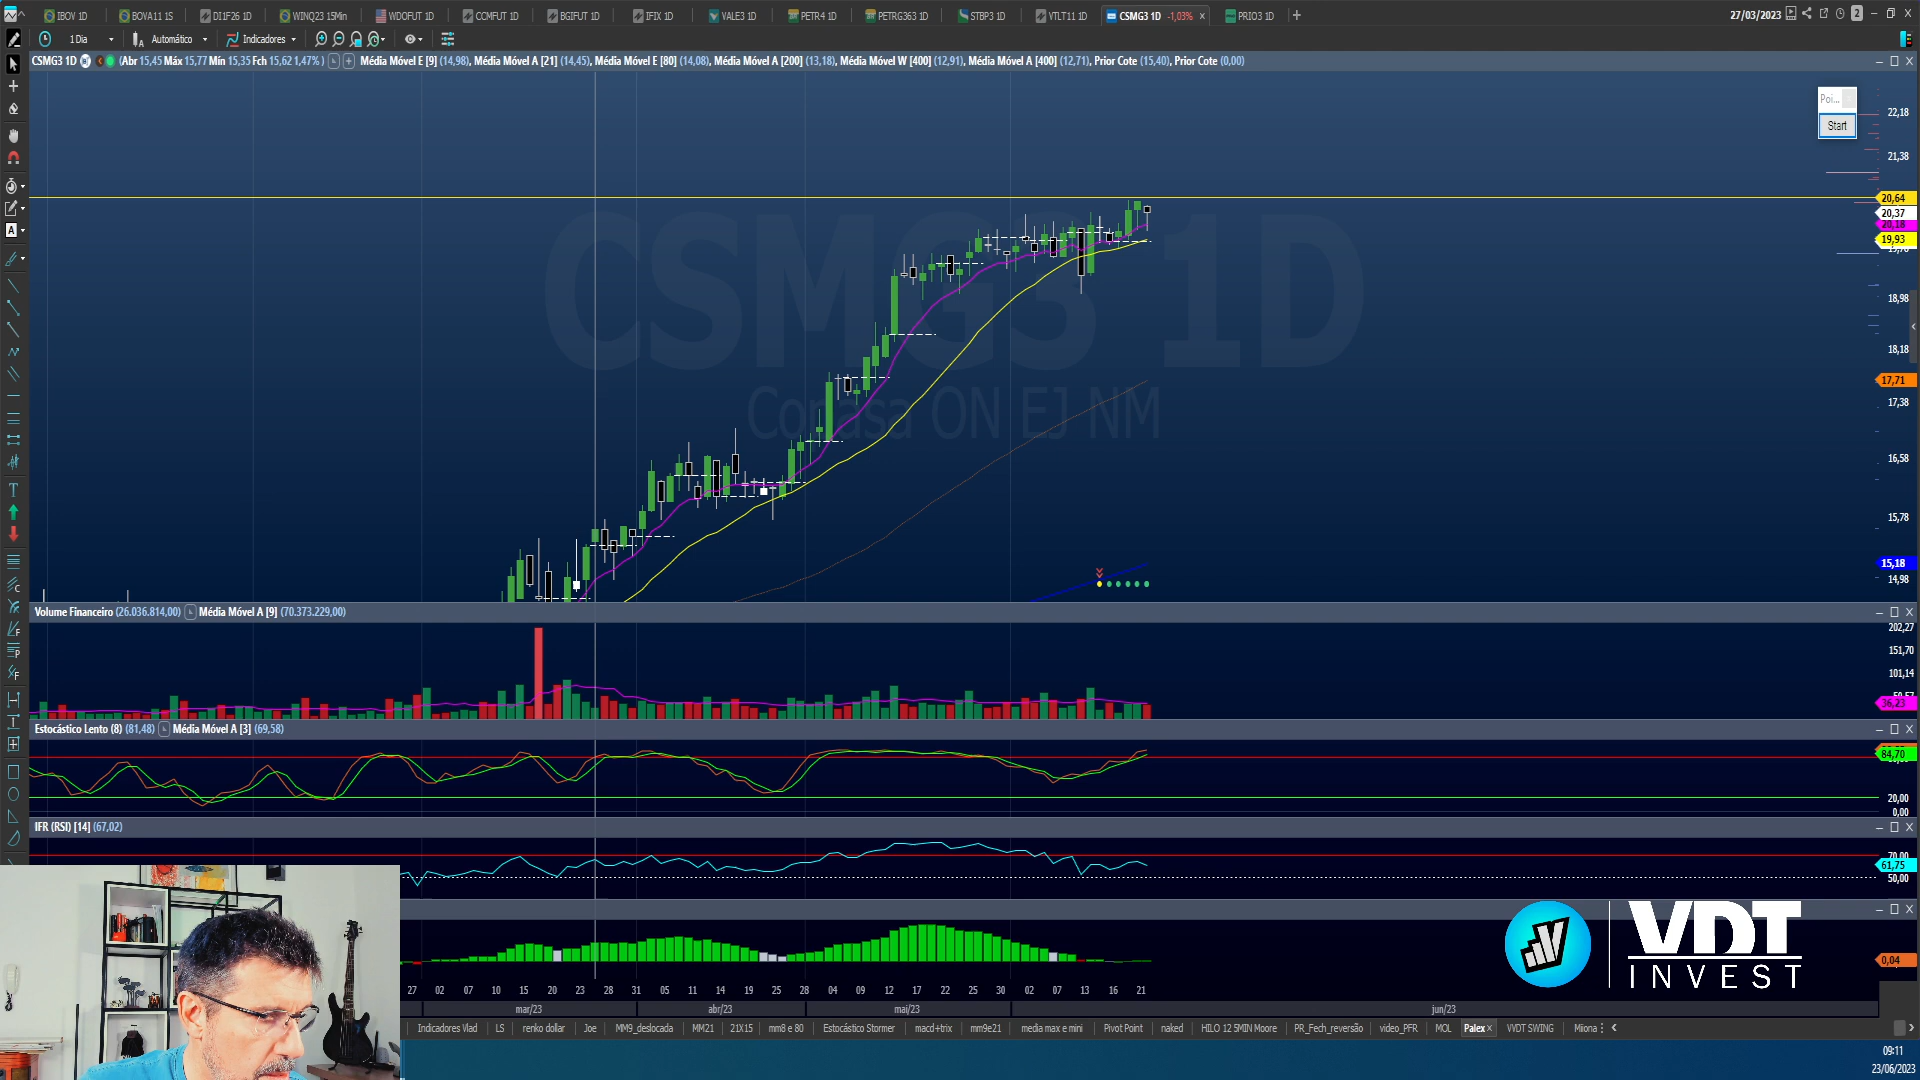 IBOV 1D BOVA11 1S DI1F26 1D WINQ23 15Min WDOFUT 1D CCMFUT 1D BGIFUT 1D IFIX 1D VALE3 1D PETR4 1D PETRG363 1D STBP3 1D VTLT11 1D CSMG3 1D -1,03% x PRIO3 1D + 27/03/2023 2
1 Dia Automático Indicadores
CSMG3 1D (Abr 15,45 Máx 15,77 Mín 15,35 Fch 15,62 1,47% ) Média Móvel E [9] (14,98), Média Móvel A [21] (14,45), Média Móvel E [80] (14,08), Média Móvel A [200] (13,18), Média Móvel W [400] (12,91), Média Móvel A [400] (12,71), Prior Cote (15,40), Prior Cote (0,00)
Poi...
Start
22,18
21,38
20,64
20,37
20,18
19,93
18,98
18,18
17,71
17,38
16,58
15,78
15,18
14,98
CSMG3 1D
Copasa ON EJ NM
Volume Financeiro (26.036.814,00) Média Móvel A [9] (70.373.229,00)
202,27
151,70
101,14
36,23
Estocástico Lento (8) (81,48) Média Móvel A [3] (69,58)
84,70
20,00
0,00
IFR (RSI) [14] (67,02)
70,00
61,75
50,00
0,04
VDT
INVEST
27 02 07 10 15 20 23 28 31 05 11 14 19 25 28 04 09 12 17 22 25 30 02 07 13 16 21
mar/23 abr/23 mai/23 jun/23
Indicadores Vlad LS renko dollar Joe MM9_deslocada MM21 21X15 mm8 e 80 Estocástico Stormer macd+trix mm9e21 media max e mini Pivot Point naked HILO 12 5MIN Moore PR_Fech_reversão video_PFR MOL Palex x VVDT SWING Miiona
09:11
23/06/2023